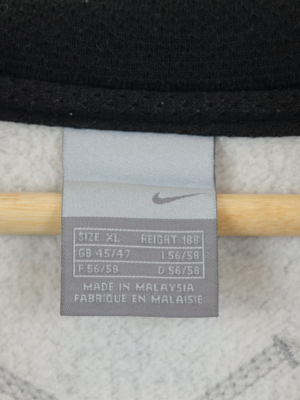 SIZE XL HEIGHT 188
GB 45/47 I 56/58
F 56/58 D 56/58
MADE IN MALAYSIA
FABRIQUE EN MALAISIE